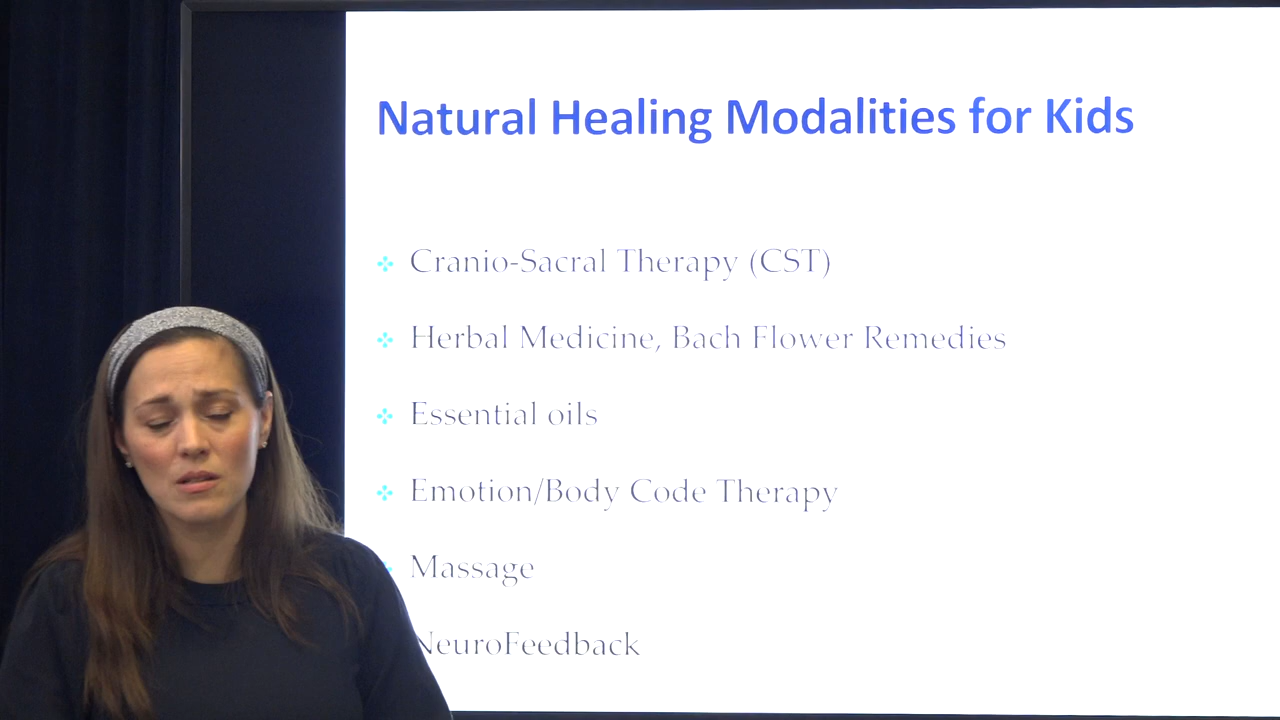 Natural Healing Modalities for Kids
Cranio-Sacral Therapy (CST)
Herbal Medicine, Bach Flower Remedies
Essential oils
Emotion/Body Code Therapy
Massage
NeuroFeedback